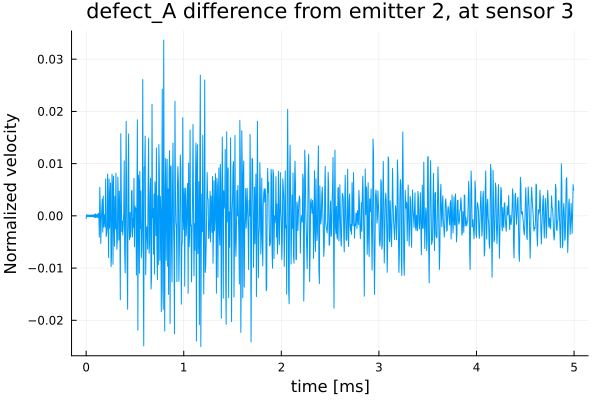 defect_A difference from emitter 2, at sensor 3
Normalized velocity
0.03
0.02
0.01
0.00
−0.01
−0.02
0 1 2 3 4 5
time [ms]